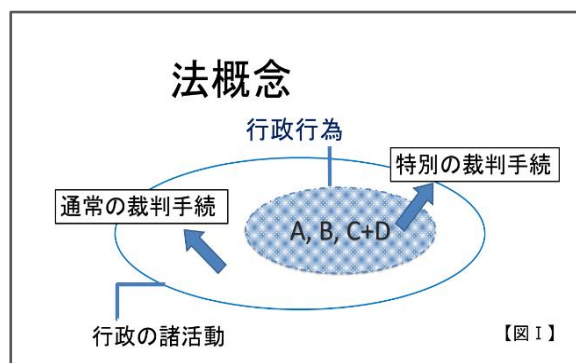 法概念
行政行為
特別の裁判手続
通常の裁判手続
A, B, C+D
行政の諸活動
【図Ⅰ】